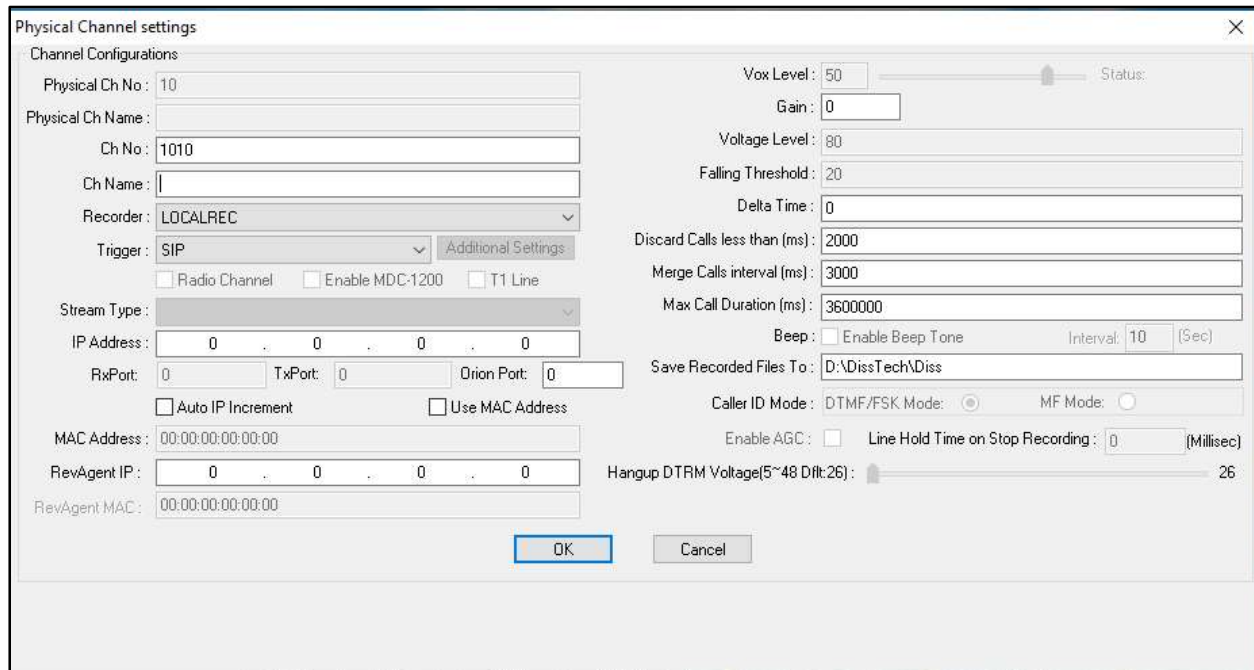 Physical Channel settings
Channel Configurations
Physical Ch No : 10
Physical Ch Name :
Ch No : 1010
Ch Name :
Recorder : LOCALREC
Trigger : SIP Additional Settings
Radio Channel Enable MDC-1200 T1 Line
Stream Type :
IP Address : 0 . 0 . 0 . 0
RxPort: 0 TxPort: 0 Orion Port: 0
Auto IP Increment Use MAC Address
MAC Address : 00:00:00:00:00:00
RevAgent IP : 0 . 0 . 0 . 0
RevAgent MAC : 00:00:00:00:00:00
Vox Level : 50 Status:
Gain : 0
Voltage Level : 80
Falling Threshold : 20
Delta Time : 0
Discard Calls less than (ms) : 2000
Merge Calls interval (ms) : 3000
Max Call Duration (ms) : 3600000
Beep : Enable Beep Tone Interval: 10 (Sec)
Save Recorded Files To : D:\DissTech\Diss
Caller ID Mode : DTMF/FSK Mode: MF Mode:
Enable AGC : Line Hold Time on Stop Recording : 0 (Millisec)
Hangup DTRM Voltage(5~48 Dflt:26) : 26
OK Cancel